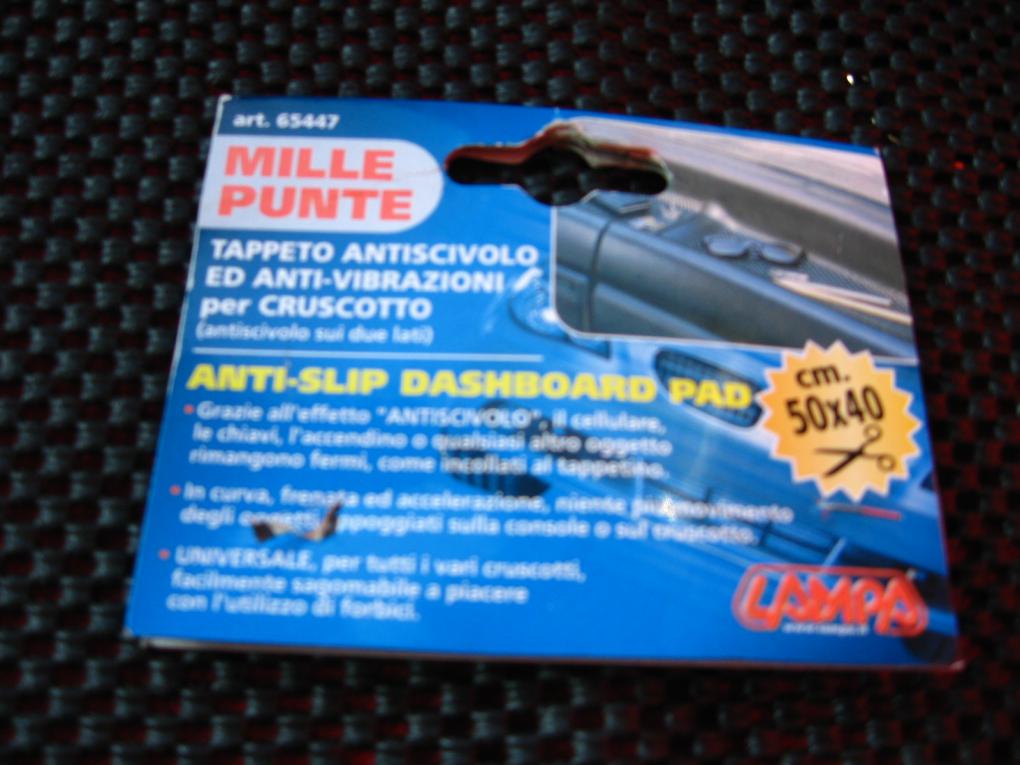 art. 65447
MILLE
PUNTE
TAPPETO ANTISCIVOLO
ED ANTI-VIBRAZIONI
per CRUSCOTTO
(antiscivolo sui due lati)
ANTI-SLIP DASHBOARD PAD
cm.
50x40
• Grazie all'effetto "ANTISCIVOLO", il cellulare,
le chiavi, l'accendino o qualsiasi altro oggetto
rimangono fermi, come incollati al tappetino.
• In curva, frenata ed accelerazione, niente più movimento
degli oggetti appoggiati sulla console o sul cruscotto.
• UNIVERSALE, per tutti i vari cruscotti,
facilmente sagomabile a piacere
con l'utilizzo di forbici.
LAMPA
www.lampa.it